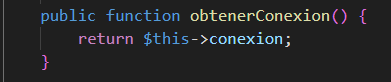 public function obtenerConexion() {
    return $this->conexion;
}